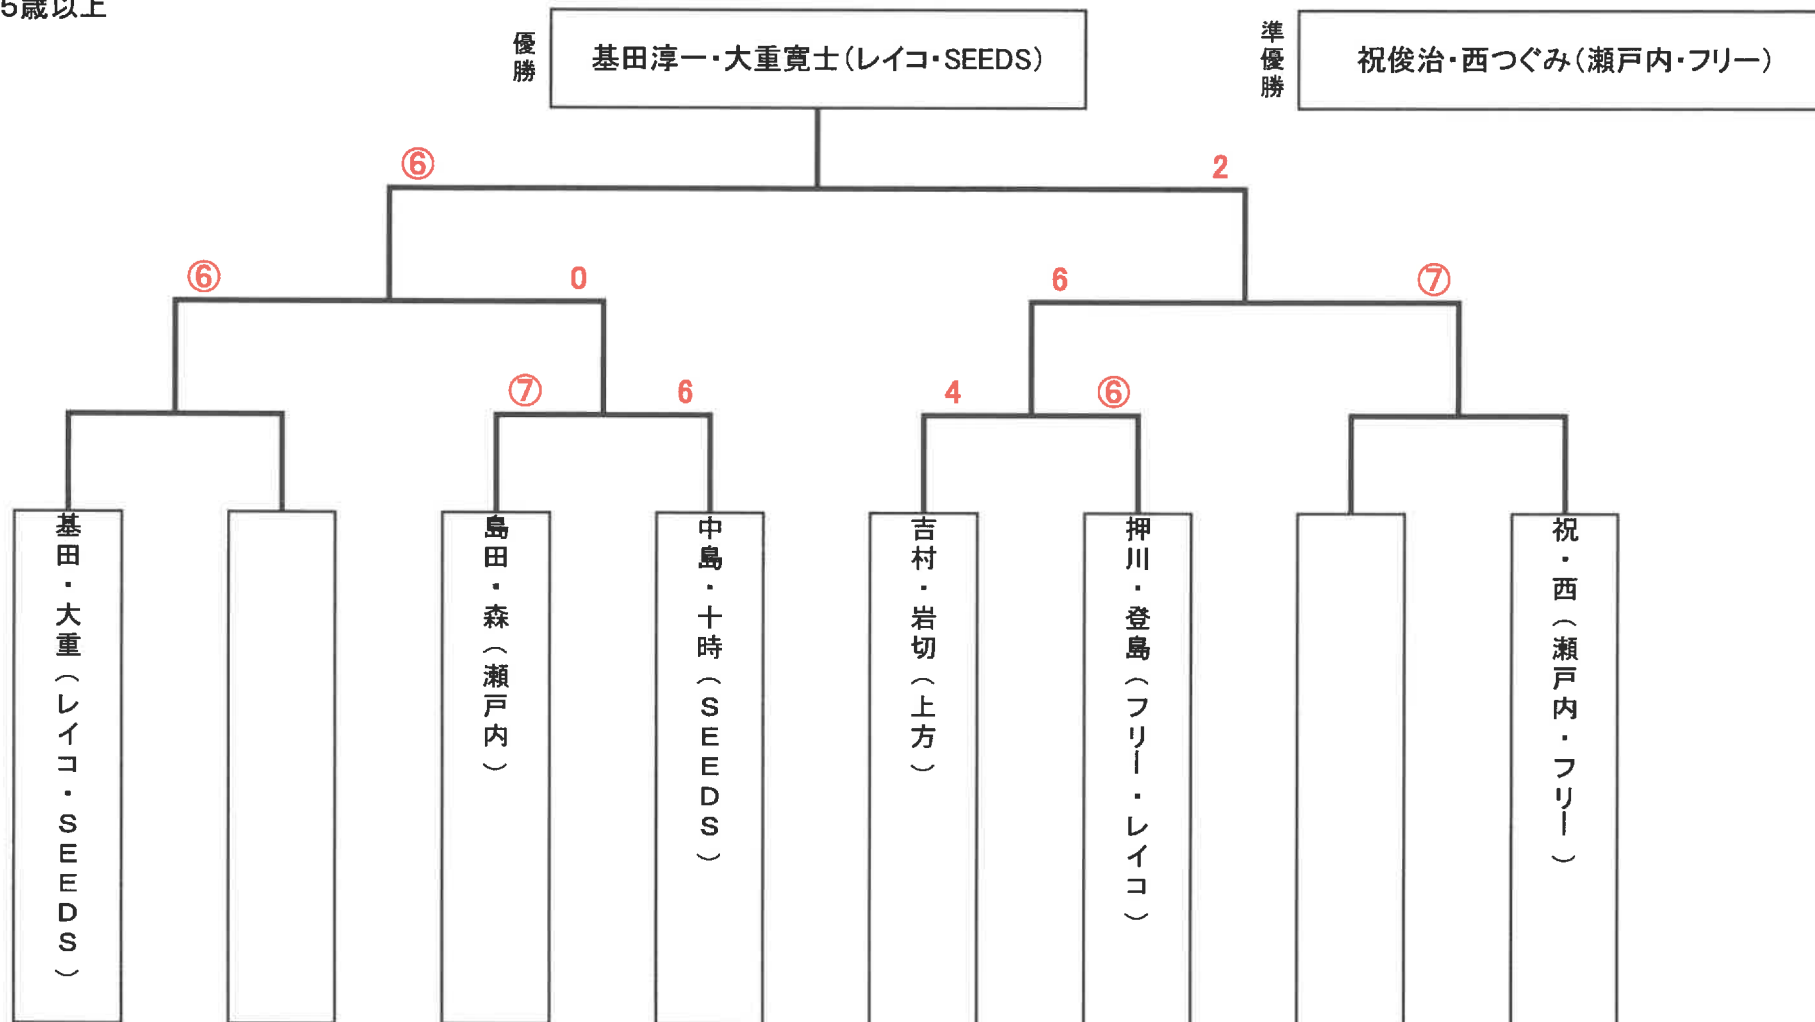 5歳以上
優勝
基田淳一・大重寛士(レイコ・SEEDS)
準優勝
祝俊治・西つぐみ(瀬戸内・フリー)
⑥
2
⑥
0
6
⑦
⑦
6
4
⑥
基田・大重(レイコ・SEEDS)
島田・森(瀬戸内)
中島・十時(SEEDS)
吉村・岩切(上方)
押川・登島(フリー・レイコ)
祝・西(瀬戸内・フリー)